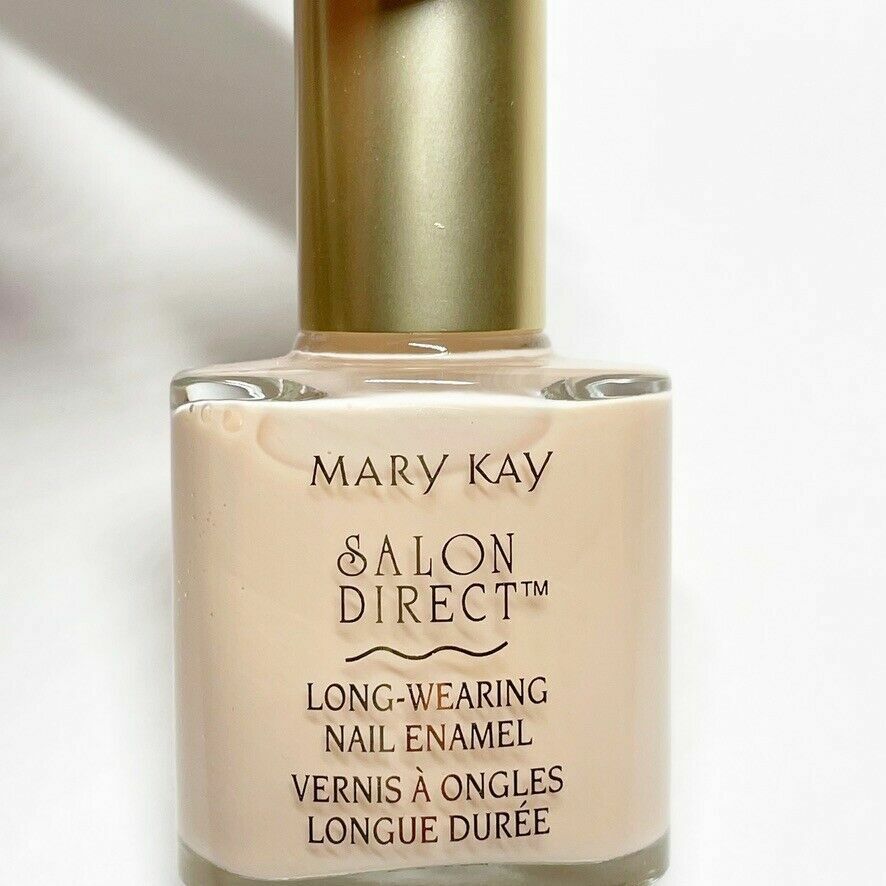 MARY KAY
SALON
DIRECT™
LONG-WEARING
NAIL ENAMEL
VERNIS À ONGLES
LONGUE DURÉE